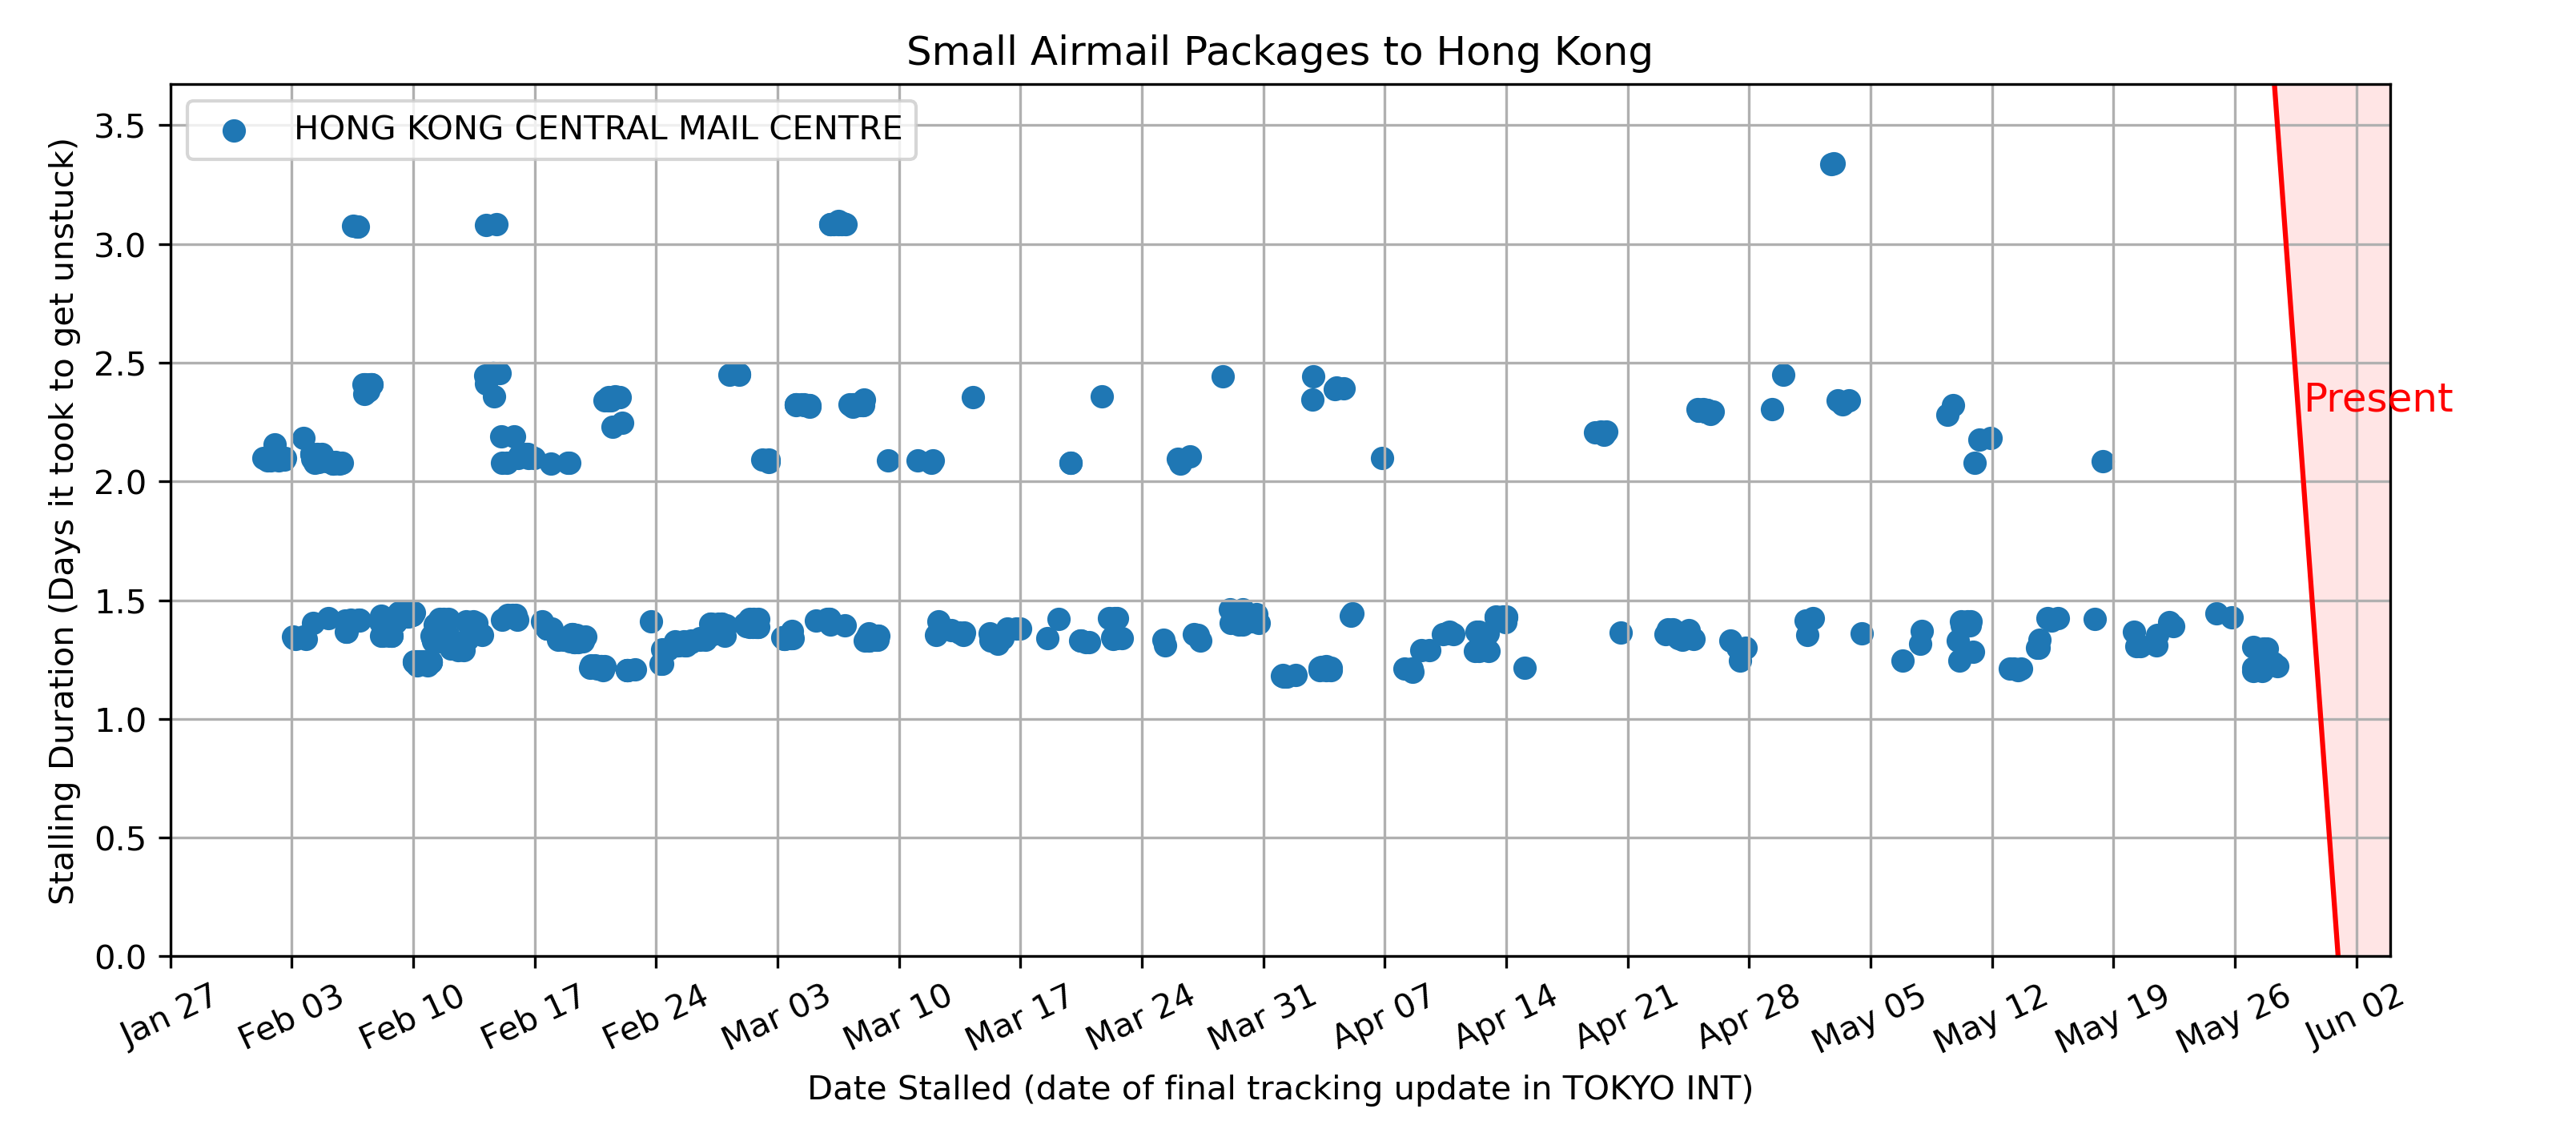 Small Airmail Packages to Hong Kong
HONG KONG CENTRAL MAIL CENTRE
Stalling Duration (Days it took to get unstuck)
3.5
3.0
2.5
2.0
1.5
1.0
0.5
0.0
Present
Jan 27
Feb 03
Feb 10
Feb 17
Feb 24
Mar 03
Mar 10
Mar 17
Mar 24
Mar 31
Apr 07
Apr 14
Apr 21
Apr 28
May 05
May 12
May 19
May 26
Jun 02
Date Stalled (date of final tracking update in TOKYO INT)